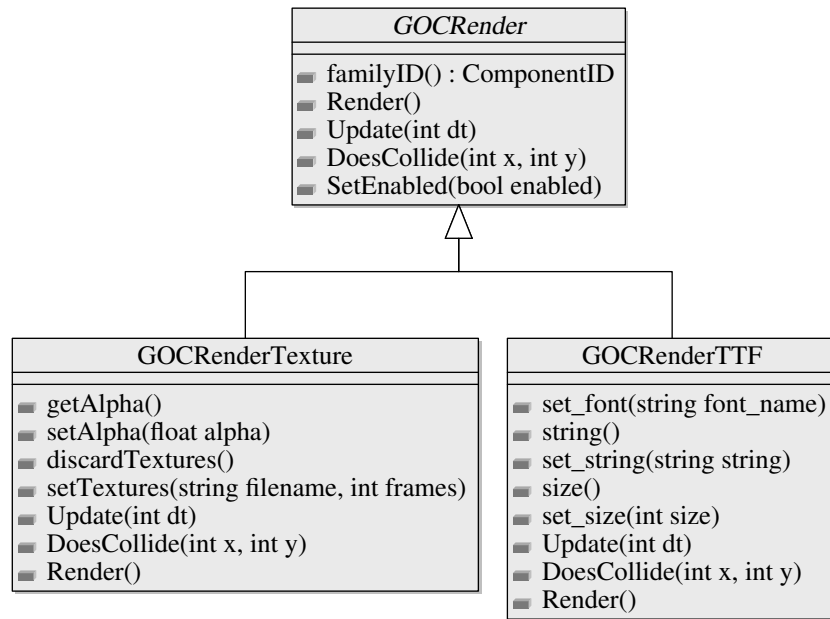 GOCRender
familyID() : ComponentID
Render()
Update(int dt)
DoesCollide(int x, int y)
SetEnabled(bool enabled)
GOCRenderTexture
getAlpha()
setAlpha(float alpha)
discardTextures()
setTextures(string filename, int frames)
Update(int dt)
DoesCollide(int x, int y)
Render()
GOCRenderTTF
set_font(string font_name)
string()
set_string(string string)
size()
set_size(int size)
Update(int dt)
DoesCollide(int x, int y)
Render()